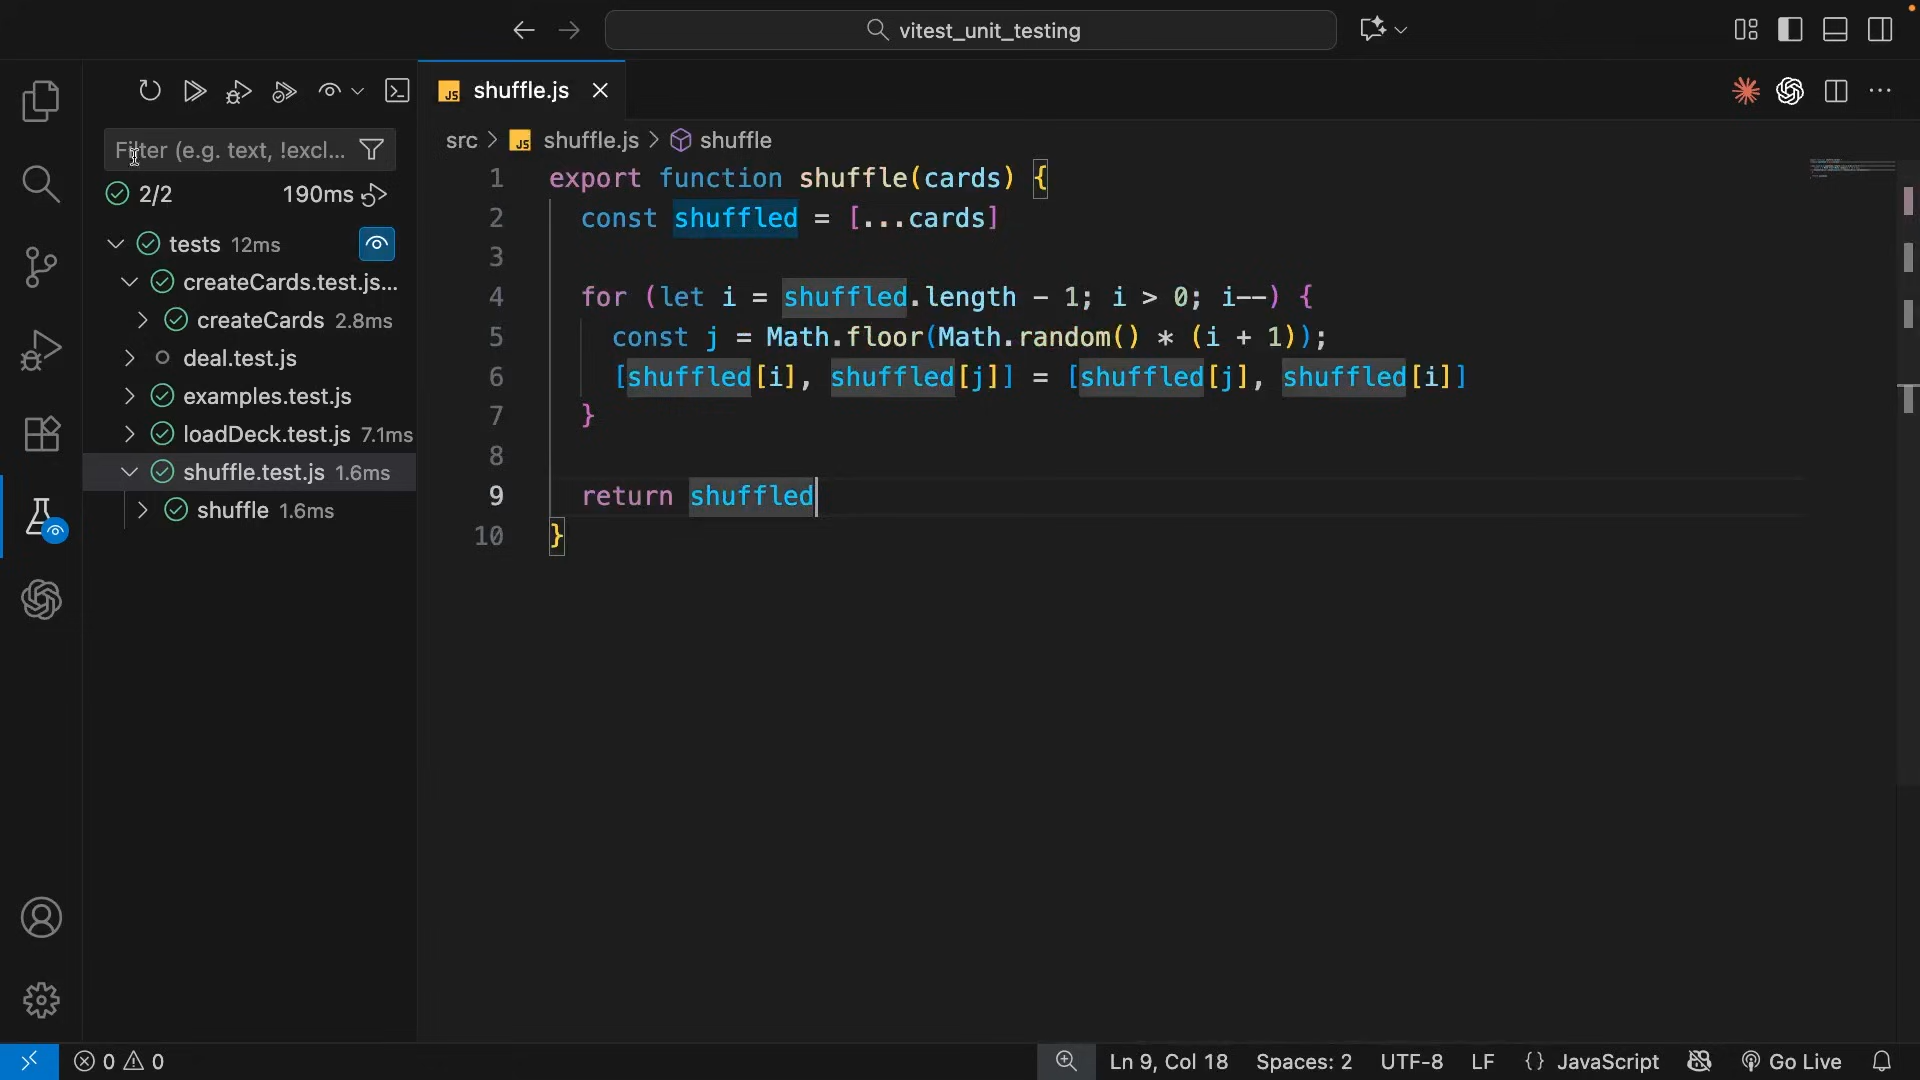 vitest_unit_testing
JS shuffle.js
Filter (e.g. text, !excl...
2/2 190ms
tests 12ms
createCards.test.js...
createCards 2.8ms
deal.test.js
examples.test.js
loadDeck.test.js 7.1ms
shuffle.test.js 1.6ms
shuffle 1.6ms
src > JS shuffle.js > shuffle
1 export function shuffle(cards) {
2 const shuffled = [...cards]
3
4 for (let i = shuffled.length - 1; i > 0; i--) {
5 const j = Math.floor(Math.random() * (i + 1));
6 [shuffled[i], shuffled[j]] = [shuffled[j], shuffled[i]]
7 }
8
9 return shuffled
10 }
0 0 Ln 9, Col 18 Spaces: 2 UTF-8 LF {} JavaScript Go Live